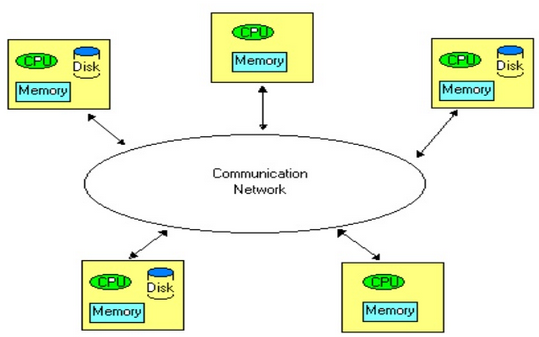 CPU
Disk
Memory
CPU
Memory
CPU
Disk
Memory
Communication
Network
CPU
Disk
Memory
CPU
Memory